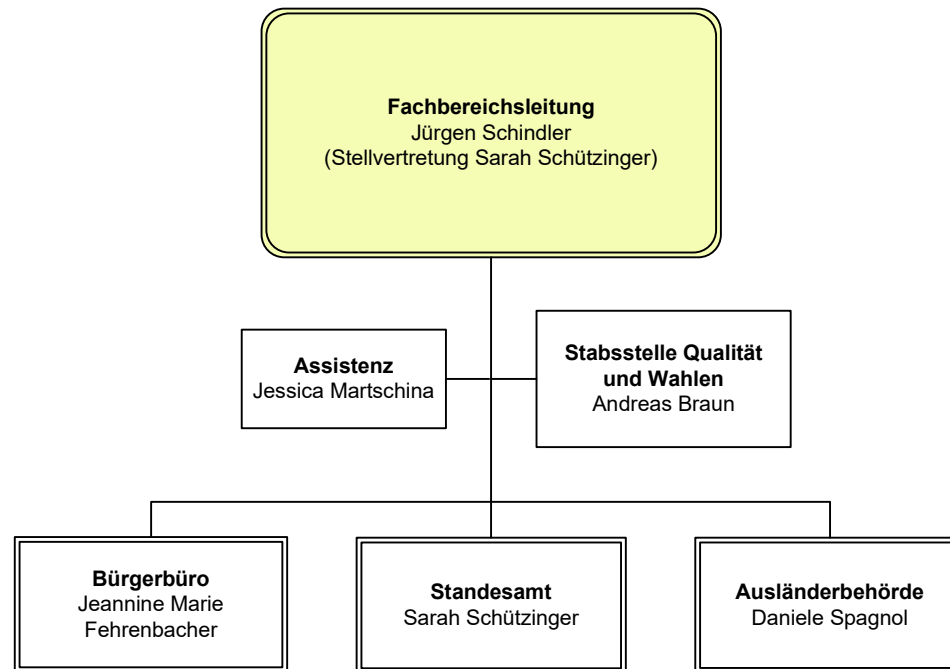 Fachbereichsleitung
Jürgen Schindler
(Stellvertretung Sarah Schützinger)
Assistenz
Jessica Martschina
Stabsstelle Qualität
und Wahlen
Andreas Braun
Bürgerbüro
Jeannine Marie
Fehrenbacher
Standesamt
Sarah Schützinger
Ausländerbehörde
Daniele Spagnol